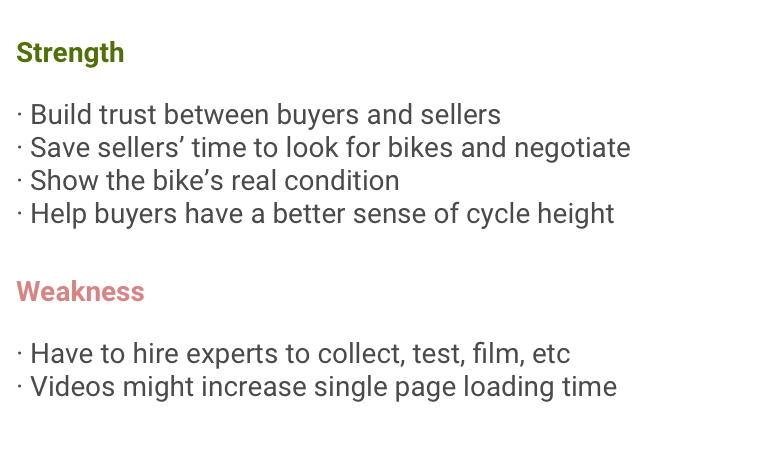 Strength
· Build trust between buyers and sellers
· Save sellers’ time to look for bikes and negotiate
· Show the bike’s real condition
· Help buyers have a better sense of cycle height
Weakness
· Have to hire experts to collect, test, film, etc
· Videos might increase single page loading time